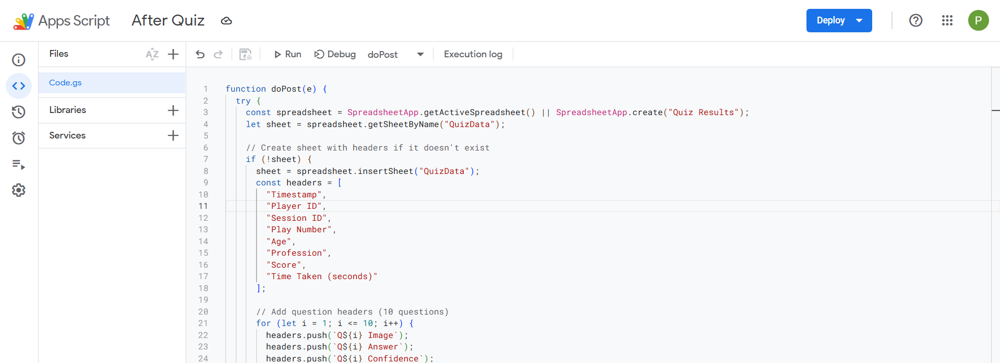 Apps Script After Quiz Deploy P
Files AZ Run Debug doPost Execution log
Code.gs
Libraries
Services
1 function doPost(e) {
2 try {
3 const spreadsheet = SpreadsheetApp.getActiveSpreadsheet() || SpreadsheetApp.create("Quiz Results");
4 let sheet = spreadsheet.getSheetByName("QuizData");
5
6 // Create sheet with headers if it doesn't exist
7 if (!sheet) {
8 sheet = spreadsheet.insertSheet("QuizData");
9 const headers = [
10 "Timestamp",
11 "Player ID",
12 "Session ID",
13 "Play Number",
14 "Age",
15 "Profession",
16 "Score",
17 "Time Taken (seconds)"
18 ];
19
20 // Add question headers (10 questions)
21 for (let i = 1; i <= 10; i++) {
22 headers.push(`Q${i} Image`);
23 headers.push(`Q${i} Answer`);
24 headers.push(`Q${i} Confidence`);